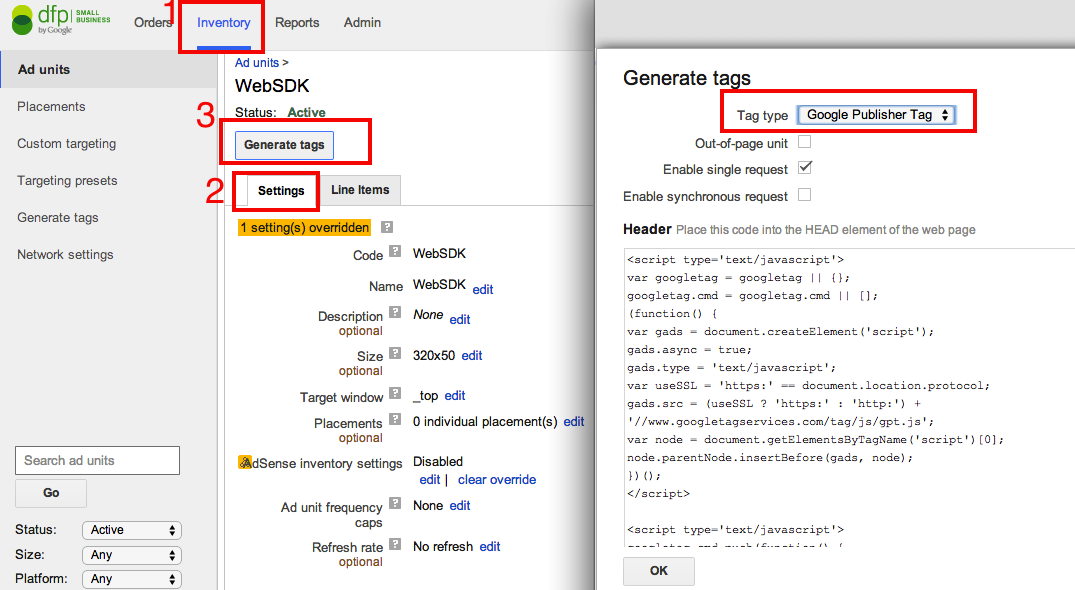 dfp SMALL BUSINESS
by Google
Orders
1
Inventory
Reports
Admin
Ad units
Placements
Custom targeting
Targeting presets
Generate tags
Network settings
Search ad units
Go
Status: Active
Size: Any
Platform: Any
Ad units >
WebSDK
Status: Active
3
Generate tags
2
Settings
Line Items
1 setting(s) overridden ?
Code ? WebSDK
Name WebSDK edit
Description ? None edit
optional
Size ? 320x50 edit
optional
Target window ? _top edit
Placements ? 0 individual placement(s) edit
optional
AdSense inventory settings Disabled
edit | clear override
Ad unit frequency caps ? None edit
Refresh rate ? No refresh edit
optional
Generate tags
Tag type Google Publisher Tag
Out-of-page unit
Enable single request
Enable synchronous request
Header Place this code into the HEAD element of the web page
<script type='text/javascript'>
var googletag = googletag || {};
googletag.cmd = googletag.cmd || [];
(function() {
var gads = document.createElement('script');
gads.async = true;
gads.type = 'text/javascript';
var useSSL = 'https:' == document.location.protocol;
gads.src = (useSSL ? 'https:' : 'http:') +
'//www.googletagservices.com/tag/js/gpt.js';
var node = document.getElementsByTagName('script')[0];
node.parentNode.insertBefore(gads, node);
})();
</script>
<script type='text/javascript'>
googletag.cmd.push(function() {
OK